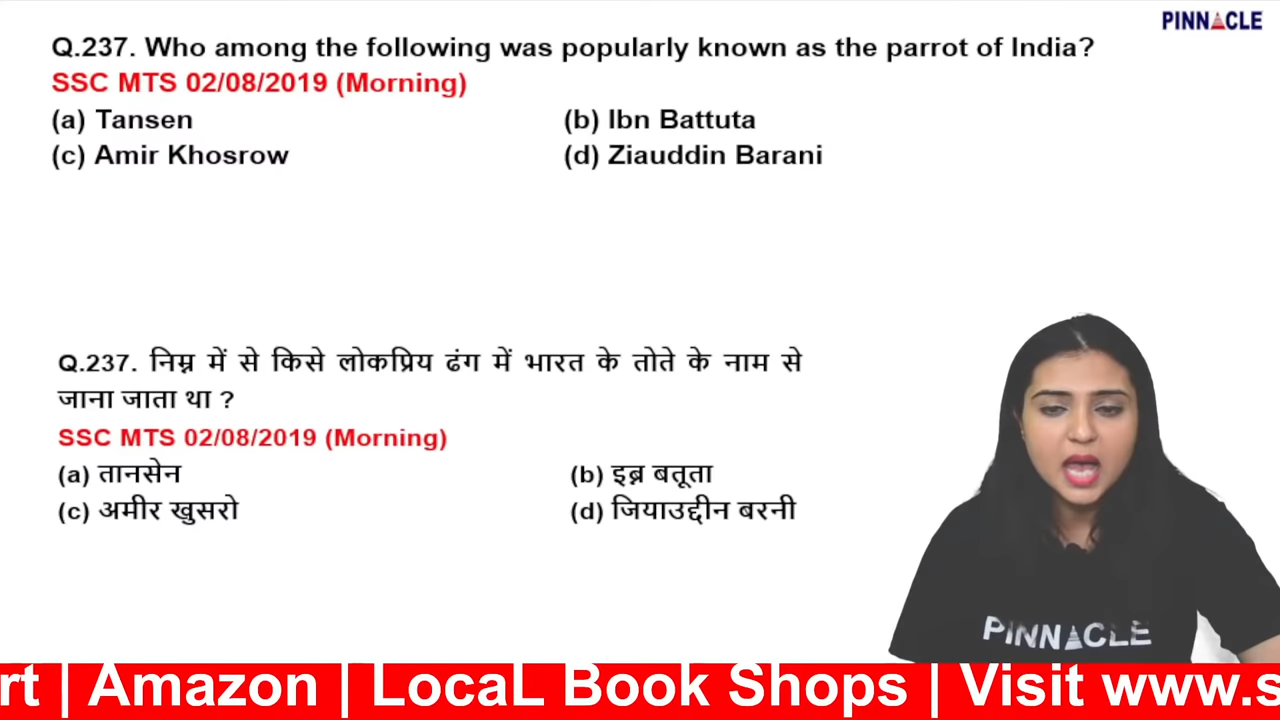 PINNACLE
Q.237. Who among the following was popularly known as the parrot of India?
SSC MTS 02/08/2019 (Morning)
(a) Tansen (b) Ibn Battuta
(c) Amir Khosrow (d) Ziauddin Barani
Q.237. निम्न में से किसे लोकप्रिय ढंग में भारत के तोते के नाम से
जाना जाता था ?
SSC MTS 02/08/2019 (Morning)
(a) तानसेन (b) इब्न बतूता
(c) अमीर खुसरो (d) जियाउद्दीन बरनी
PINNACLE
rt | Amazon | LocaL Book Shops | Visit www.s